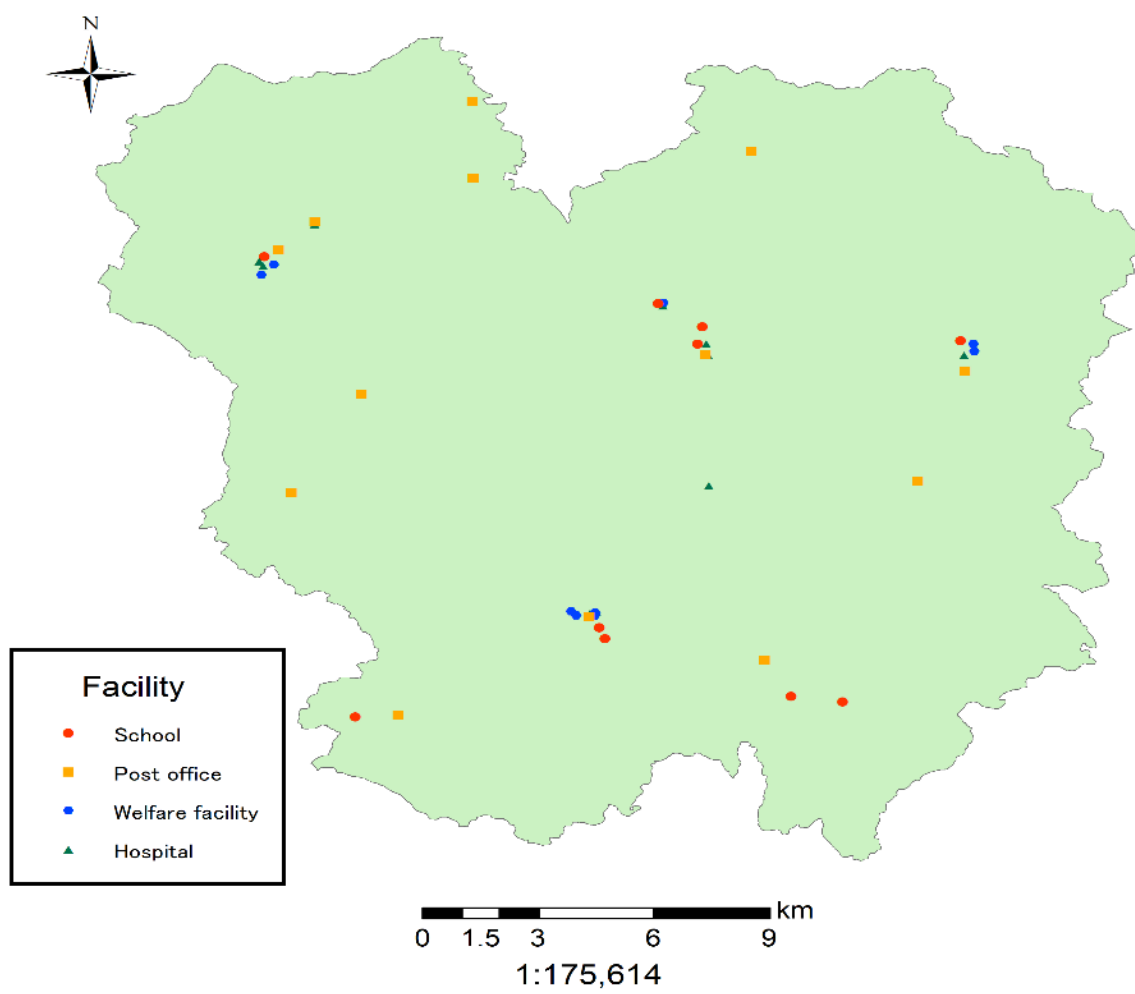 N
Facility
School
Post office
Welfare facility
Hospital
km
0 1.5 3 6 9
1:175,614